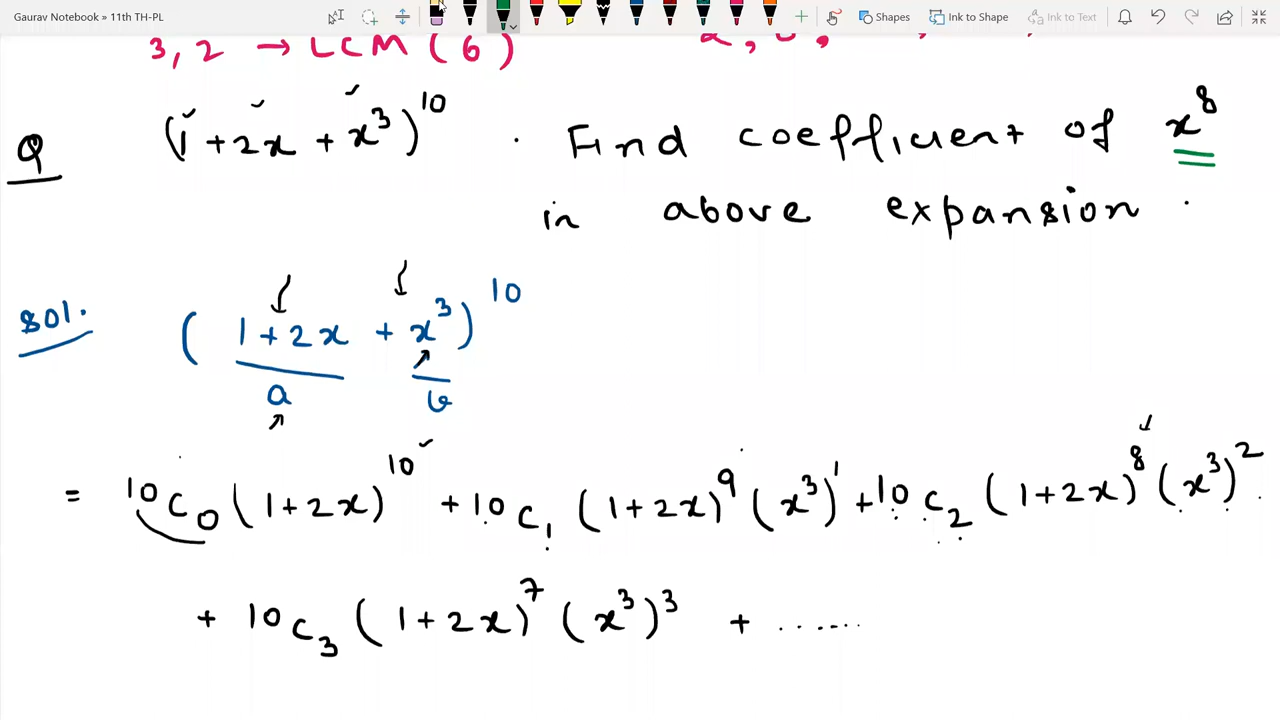 Gaurav Notebook » 11th TH-PL
Shapes Ink to Shape Ink to Text
3, 2 → LCM (6)
Q (1 + 2x + x³)¹⁰ . Find coefficient of x⁸
in above expansion .
Sol. (1 + 2x + x³)¹⁰
a b
= 10C₀ (1+2x)¹⁰ + 10C₁ (1+2x)⁹ (x³)¹ + 10C₂ (1+2x)⁸ (x³)²
+ 10C₃ (1+2x)⁷ (x³)³ + ......